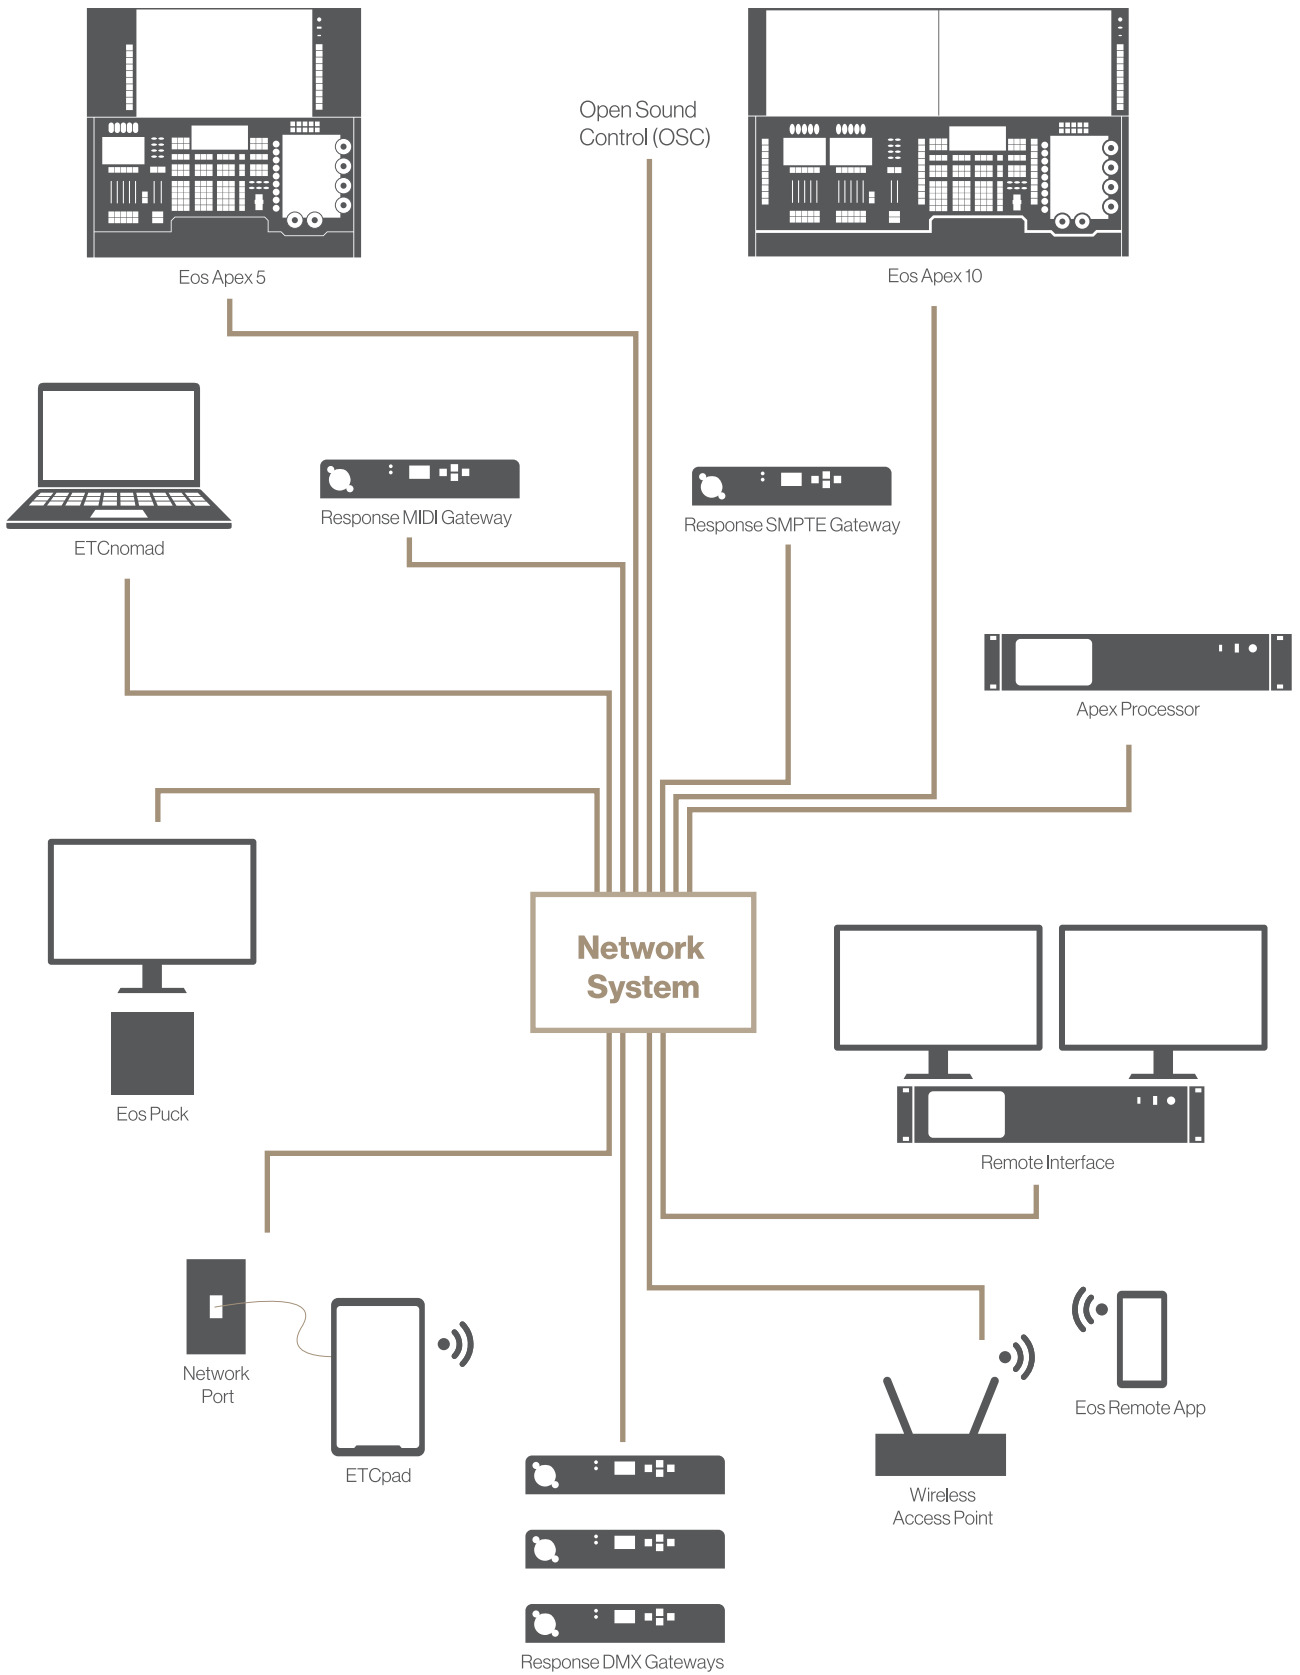 Open Sound
Control (OSC)
Eos Apex 5
Eos Apex 10
Response MIDI Gateway
Response SMPTE Gateway
ETCnomad
Apex Processor
Network
System
Eos Puck
Remote Interface
Network
Port
ETCpad
Eos Remote App
Wireless
Access Point
Response DMX Gateways